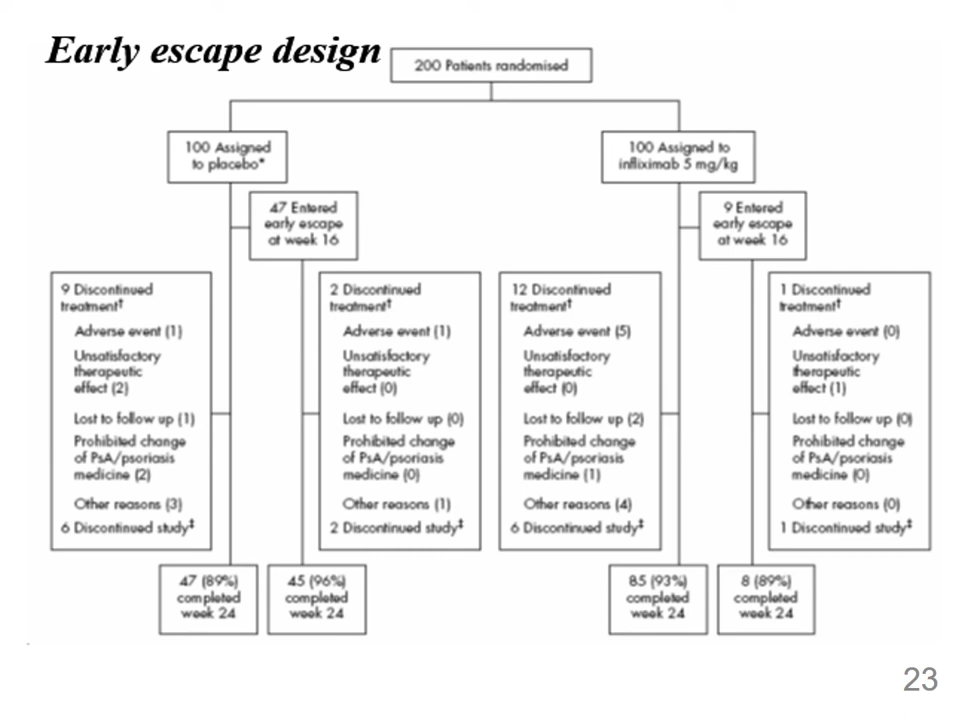 Early escape design
200 Patients randomised
100 Assigned
to placebo*
100 Assigned to
infliximab 5 mg/kg
47 Entered
early escape
at week 16
9 Entered
early escape
at week 16
9 Discontinued
treatment†
Adverse event (1)
Unsatisfactory
therapeutic
effect (2)
Lost to follow up (1)
Prohibited change
of PsA/psoriasis
medicine (2)
Other reasons (3)
6 Discontinued study‡
2 Discontinued
treatment†
Adverse event (1)
Unsatisfactory
therapeutic
effect (0)
Lost to follow up (0)
Prohibited change
of PsA/psoriasis
medicine (0)
Other reasons (1)
2 Discontinued study‡
12 Discontinued
treatment†
Adverse event (5)
Unsatisfactory
therapeutic
effect (0)
Lost to follow up (2)
Prohibited change
of PsA/psoriasis
medicine (1)
Other reasons (4)
6 Discontinued study‡
1 Discontinued
treatment†
Adverse event (0)
Unsatisfactory
therapeutic
effect (1)
Lost to follow up (0)
Prohibited change
of PsA/psoriasis
medicine (0)
Other reasons (0)
1 Discontinued study‡
47 (89%)
completed
week 24
45 (96%)
completed
week 24
85 (93%)
completed
week 24
8 (89%)
completed
week 24
23